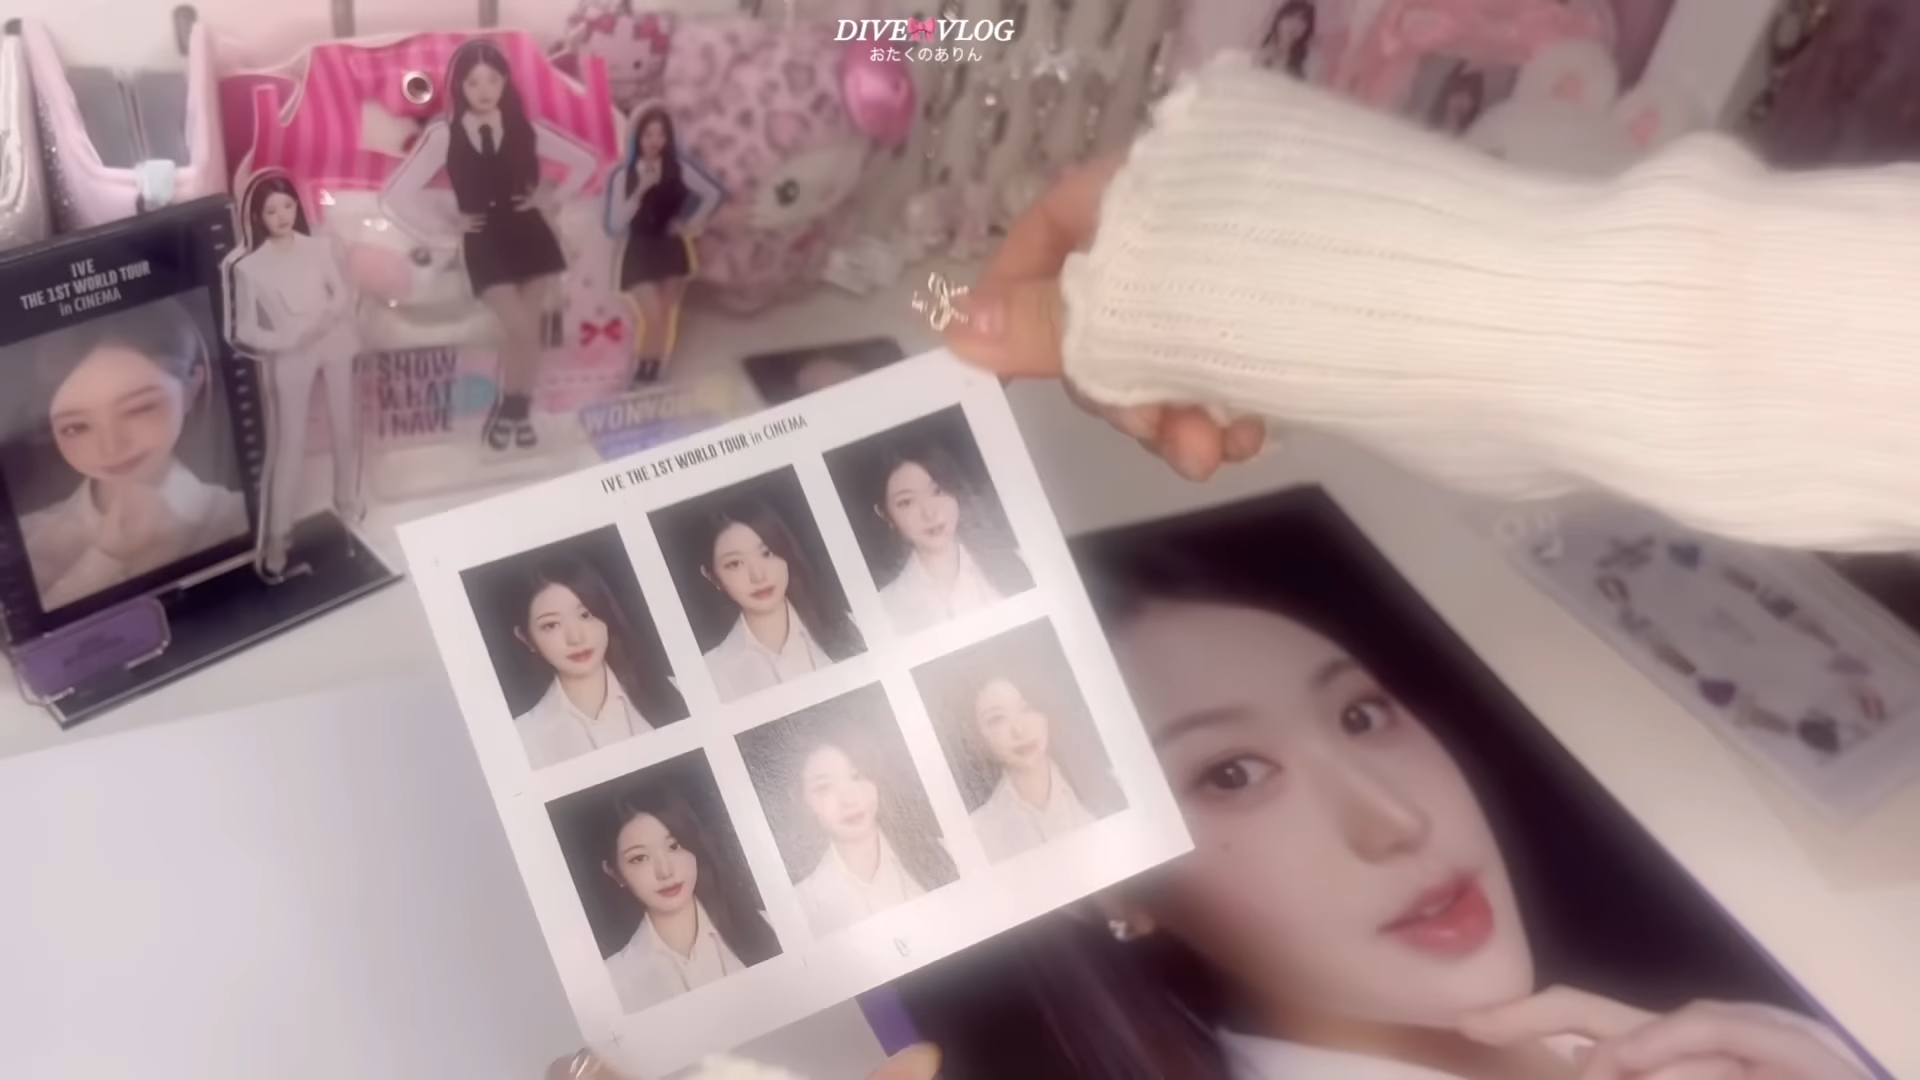 DIVE🎀VLOG
おたくのありん
IVE
THE 1ST WORLD TOUR
in CINEMA
SHOW
WHAT
I HAVE
IVE THE 1ST WORLD TOUR in CINEMA